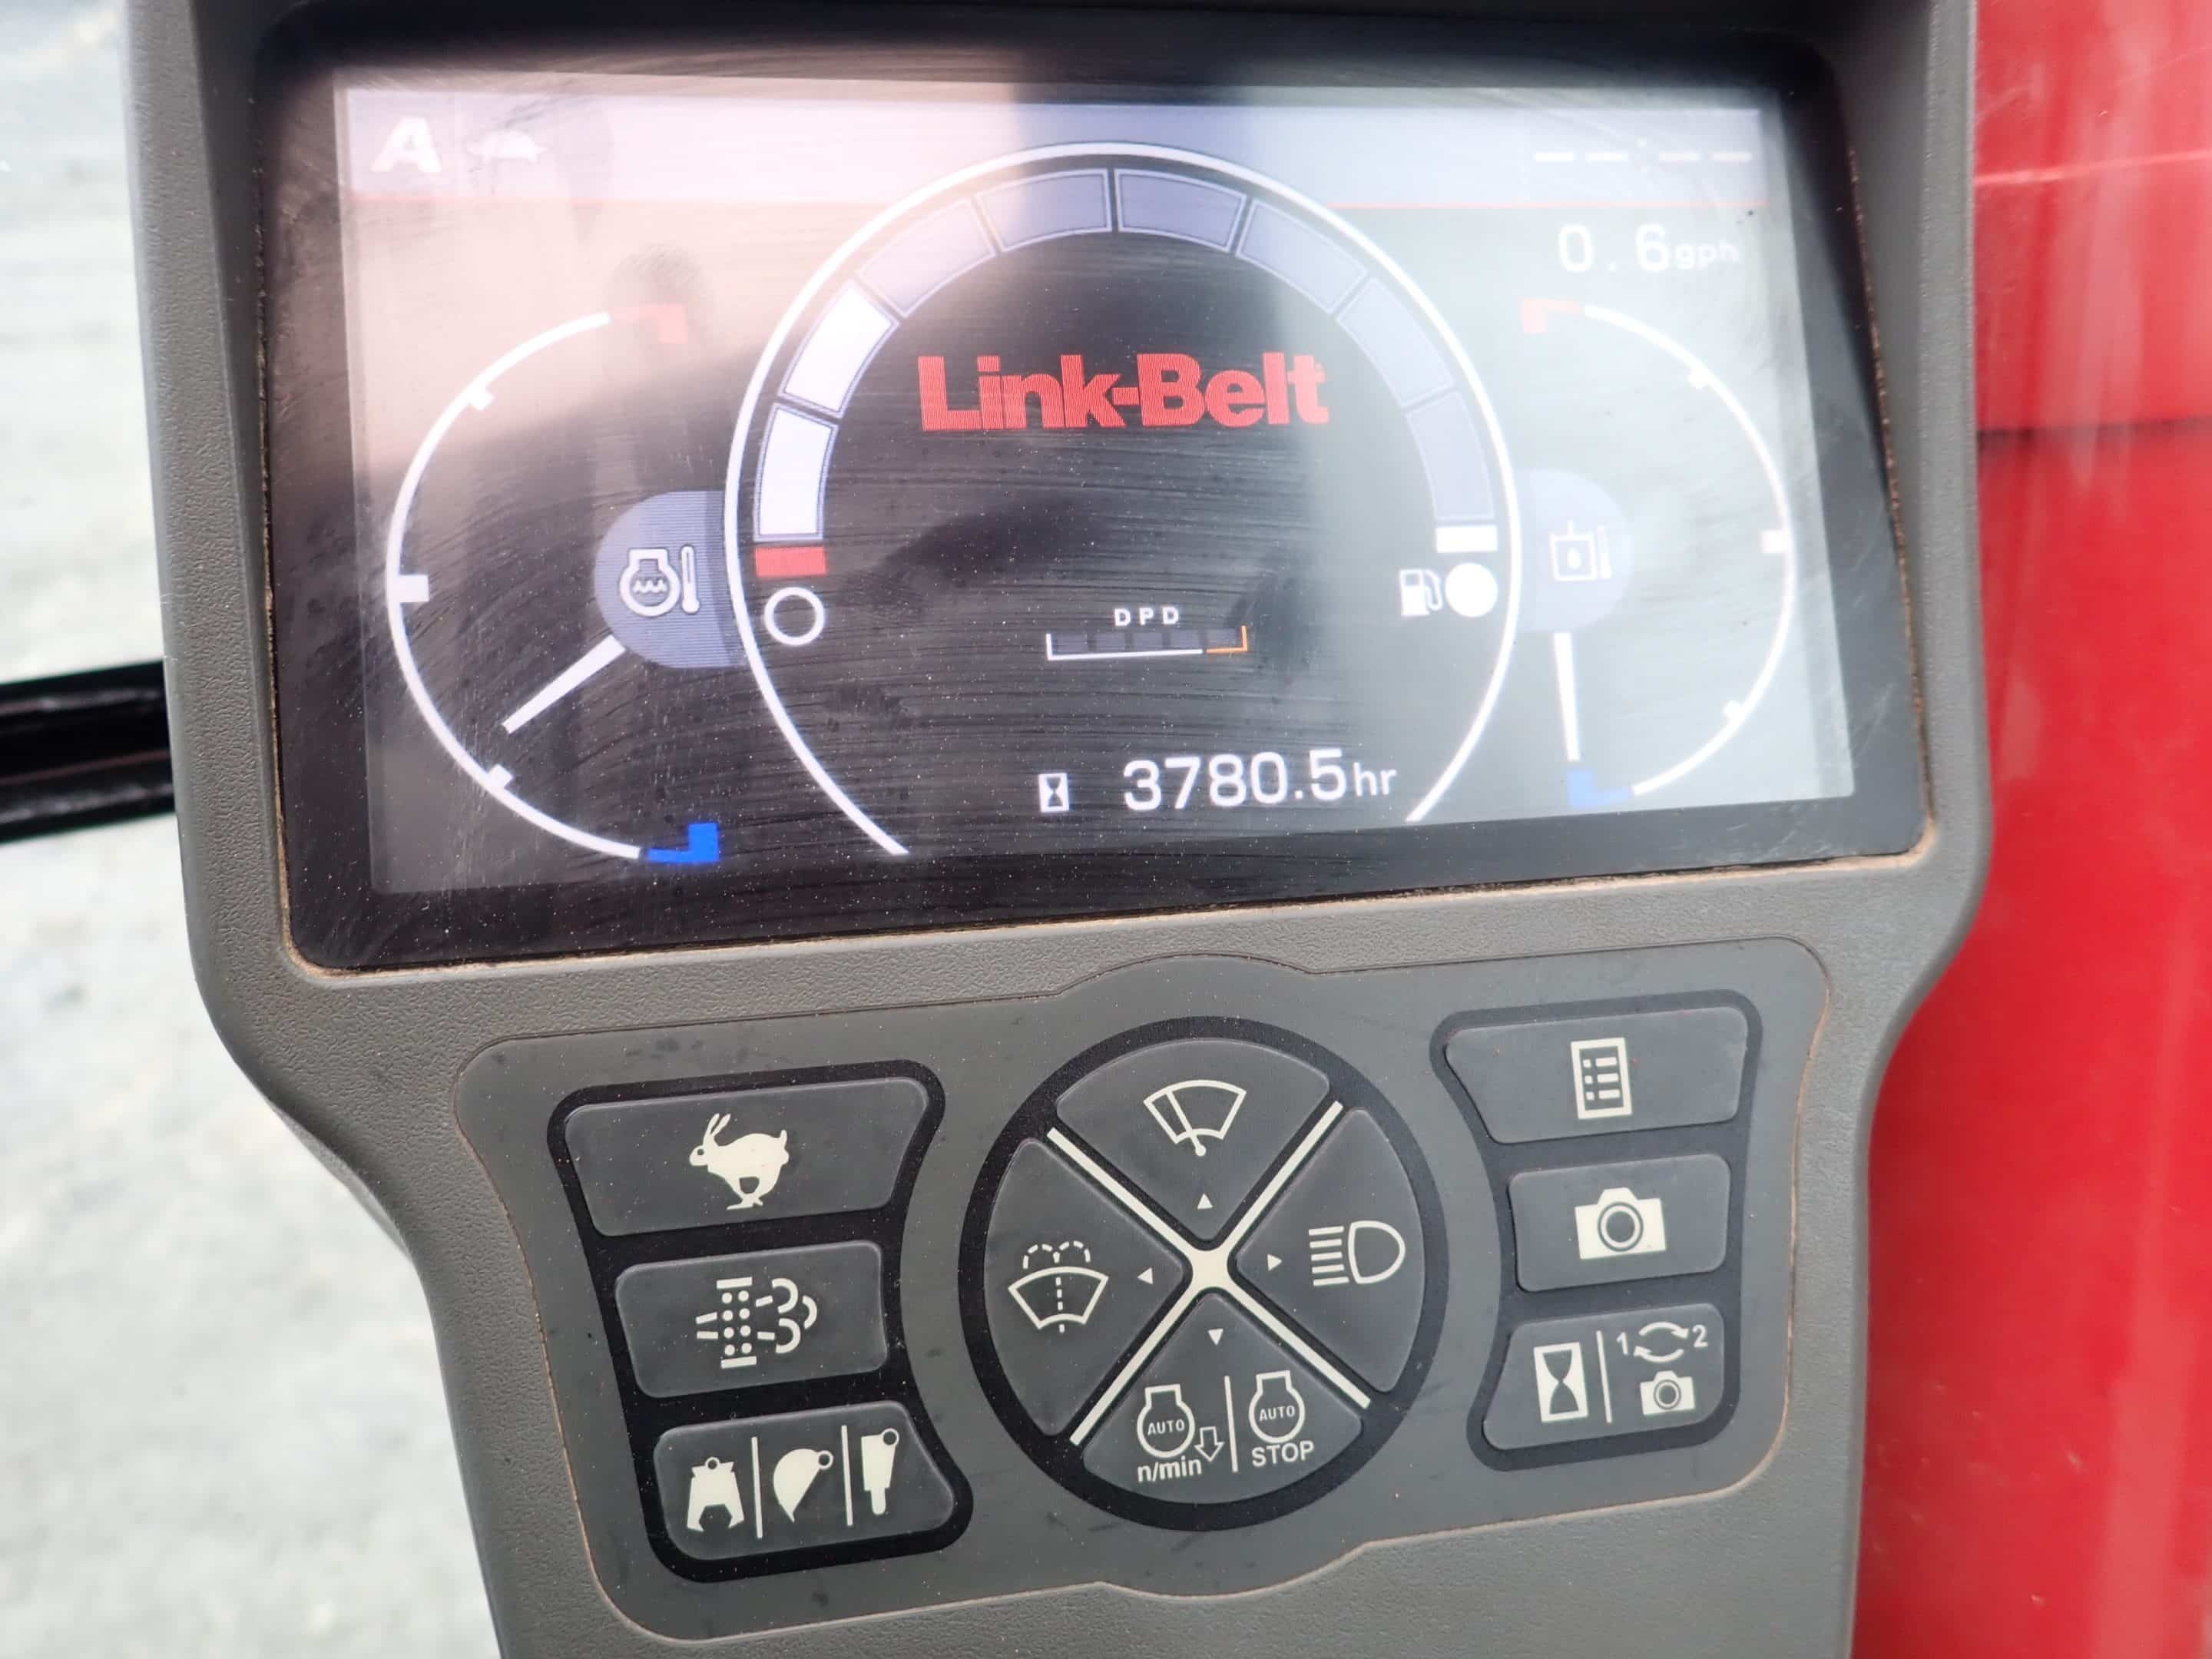 A
--:--
0.6gph
Link-Belt
DPD
3780.5hr
1 2
AUTO AUTO
n/min STOP